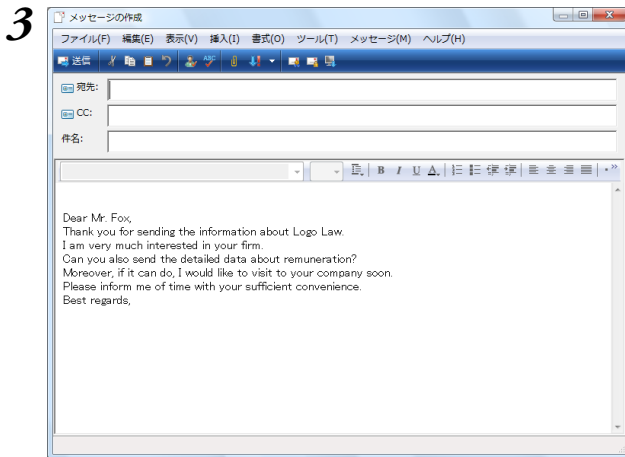 3
メッセージの作成
ファイル(F) 編集(E) 表示(V) 挿入(I) 書式(O) ツール(T) メッセージ(M) ヘルプ(H)
送信
宛先:
CC:
件名:
B I U A
Dear Mr. Fox,
Thank you for sending the information about Logo Law.
I am very much interested in your firm.
Can you also send the detailed data about remuneration?
Moreover, if it can do, I would like to visit to your company soon.
Please inform me of time with your sufficient convenience.
Best regards,